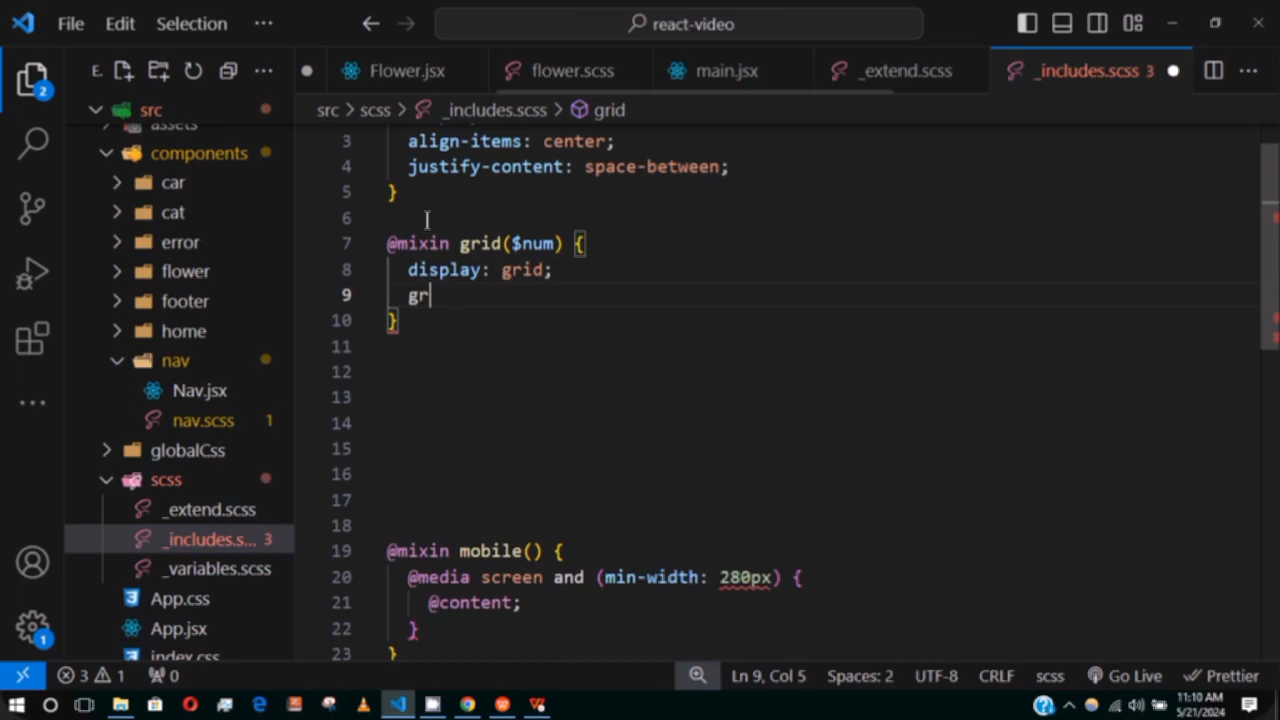 File Edit Selection ··· react-video
E. Flower.jsx flower.scss main.jsx _extend.scss _includes.scss 3
src src > scss > _includes.scss > grid
assets
components
car
cat
error
flower
footer
home
nav
Nav.jsx
nav.scss 1
globalCss
scss
_extend.scss
_includes.s... 3
_variables.scss
App.css
App.jsx
index.css
3 align-items: center;
4 justify-content: space-between;
5 }
6
7 @mixin grid($num) {
8 display: grid;
9 gr
10 }
11
12
13
14
15
16
17
18
19 @mixin mobile() {
20 @media screen and (min-width: 280px) {
21 @content;
22 }
23 }
2
1
3 1 0 Ln 9, Col 5 Spaces: 2 UTF-8 CRLF scss Go Live Prettier
11:10 AM
5/21/2024